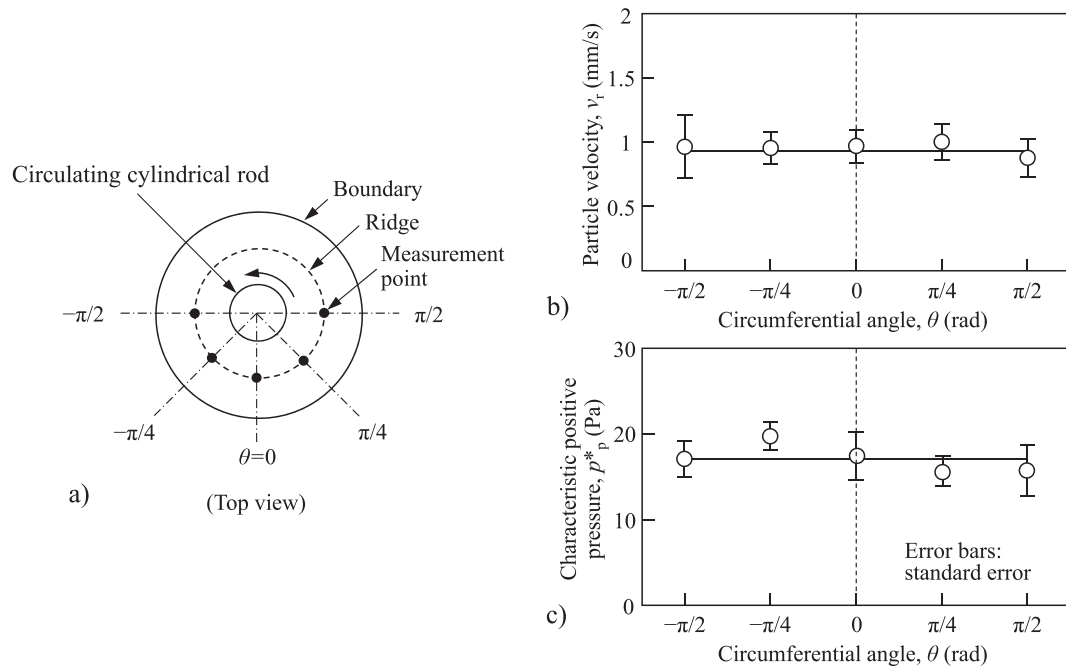 Circulating cylindrical rod
Boundary
Ridge
Measurement
point
−π/2
π/2
−π/4
π/4
θ=0
a)
(Top view)
2
1.5
1
0.5
0
Particle velocity, vr (mm/s)
−π/2
−π/4
0
π/4
π/2
b)
Circumferential angle, θ (rad)
30
20
10
0
Characteristic positive
pressure, p*p (Pa)
Error bars:
standard error
c)
−π/2
−π/4
0
π/4
π/2
Circumferential angle, θ (rad)